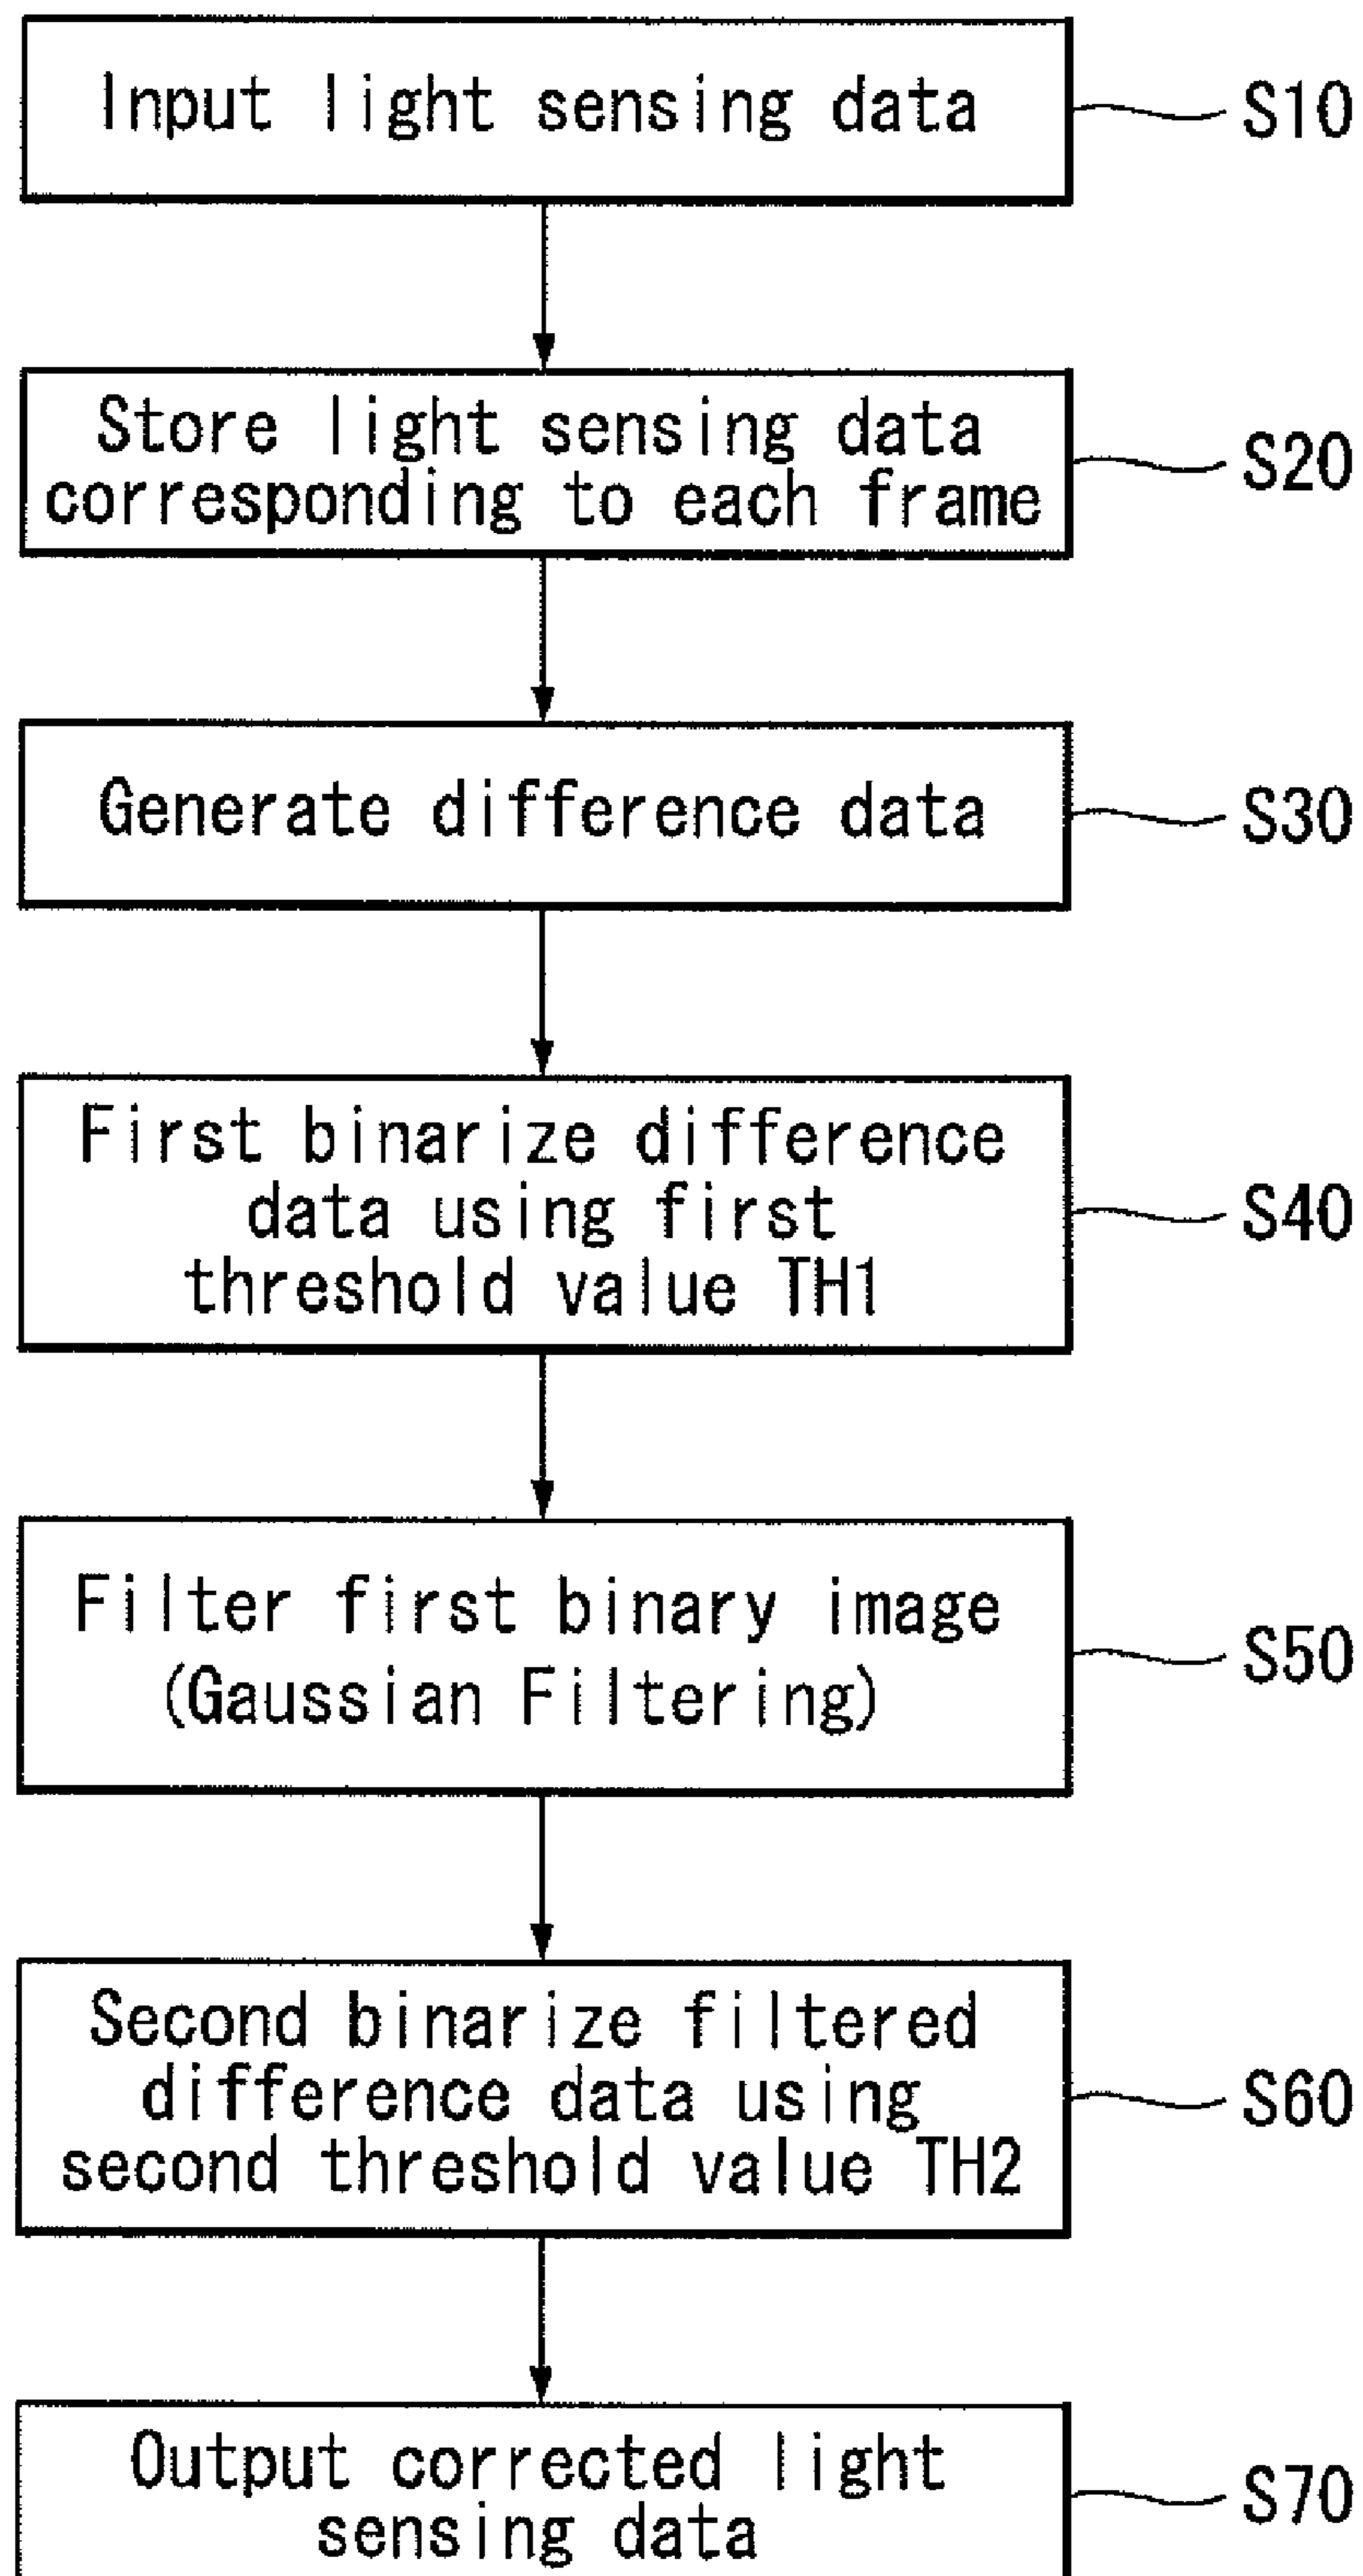 Input light sensing data
S10
Store light sensing data
corresponding to each frame
S20
Generate difference data
S30
First binarize difference
data using first
threshold value TH1
S40
Filter first binary image
(Gaussian Filtering)
S50
Second binarize filtered
difference data using
second threshold value TH2
S60
Output corrected light
sensing data
S70